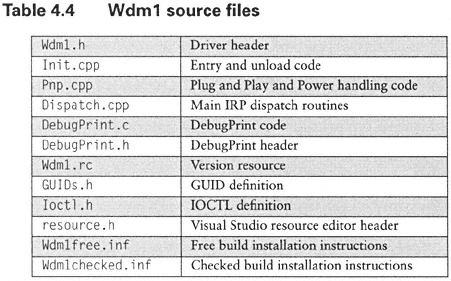 Table 4.4 Wdm1 source files
Wdm1.h Driver header
Init.cpp Entry and unload code
Pnp.cpp Plug and Play and Power handling code
Dispatch.cpp Main IRP dispatch routines
DebugPrint.c DebugPrint code
DebugPrint.h DebugPrint header
Wdm1.rc Version resource
GUIDs.h GUID definition
Ioctl.h IOCTL definition
resource.h Visual Studio resource editor header
Wdm1free.inf Free build installation instructions
Wdm1checked.inf Checked build installation instructions